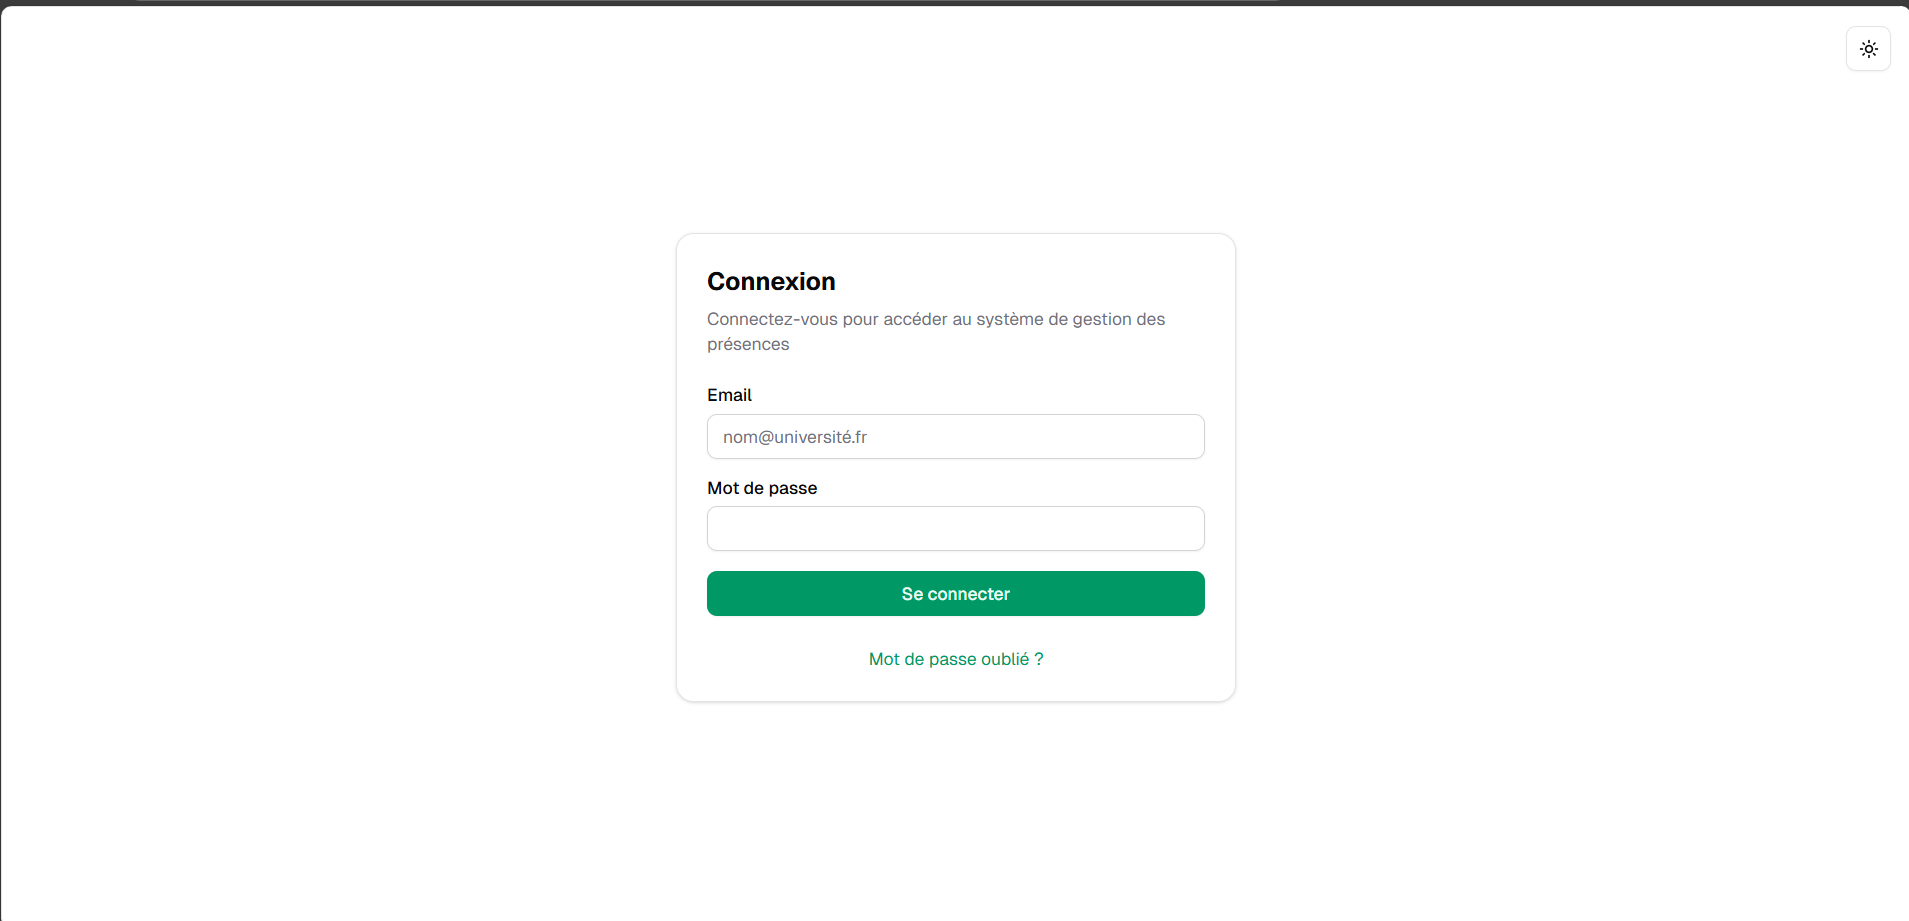 Connexion
Connectez-vous pour accéder au système de gestion des
présences
Email
nom@université.fr
Mot de passe
Se connecter
Mot de passe oublié ?